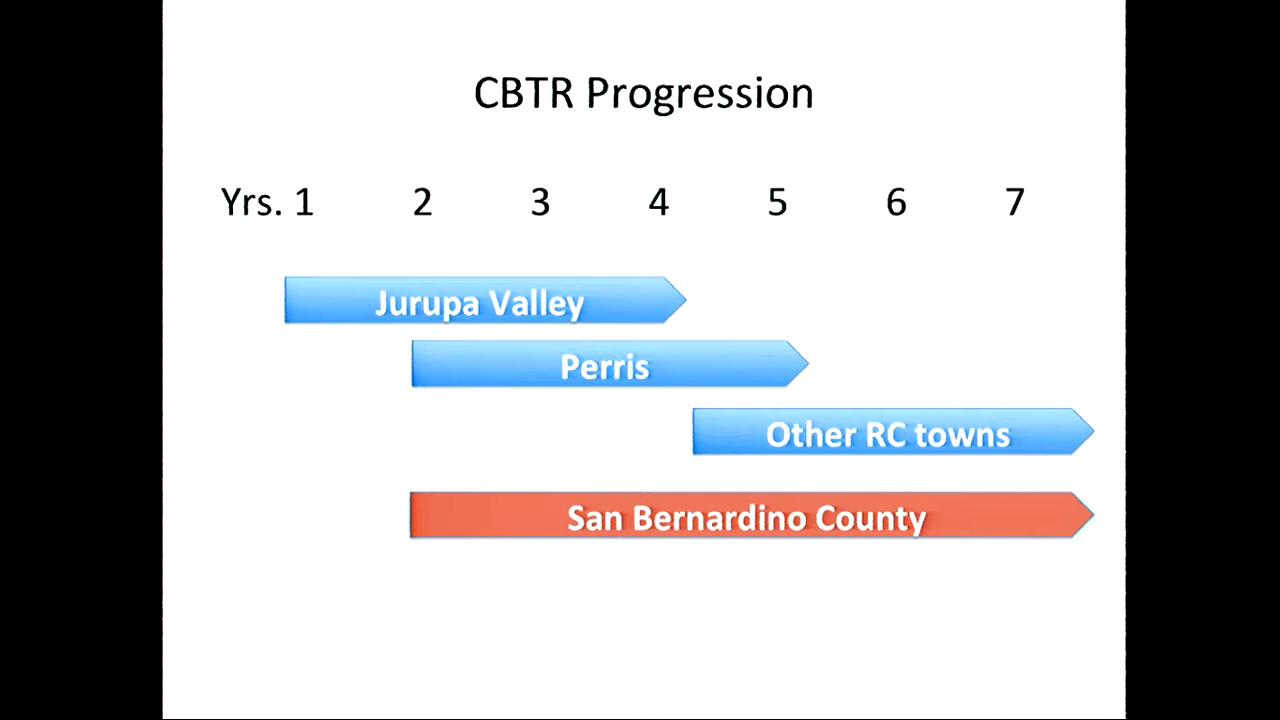 CBTR Progression
Yrs. 1 2 3 4 5 6 7
Jurupa Valley
Perris
Other RC towns
San Bernardino County